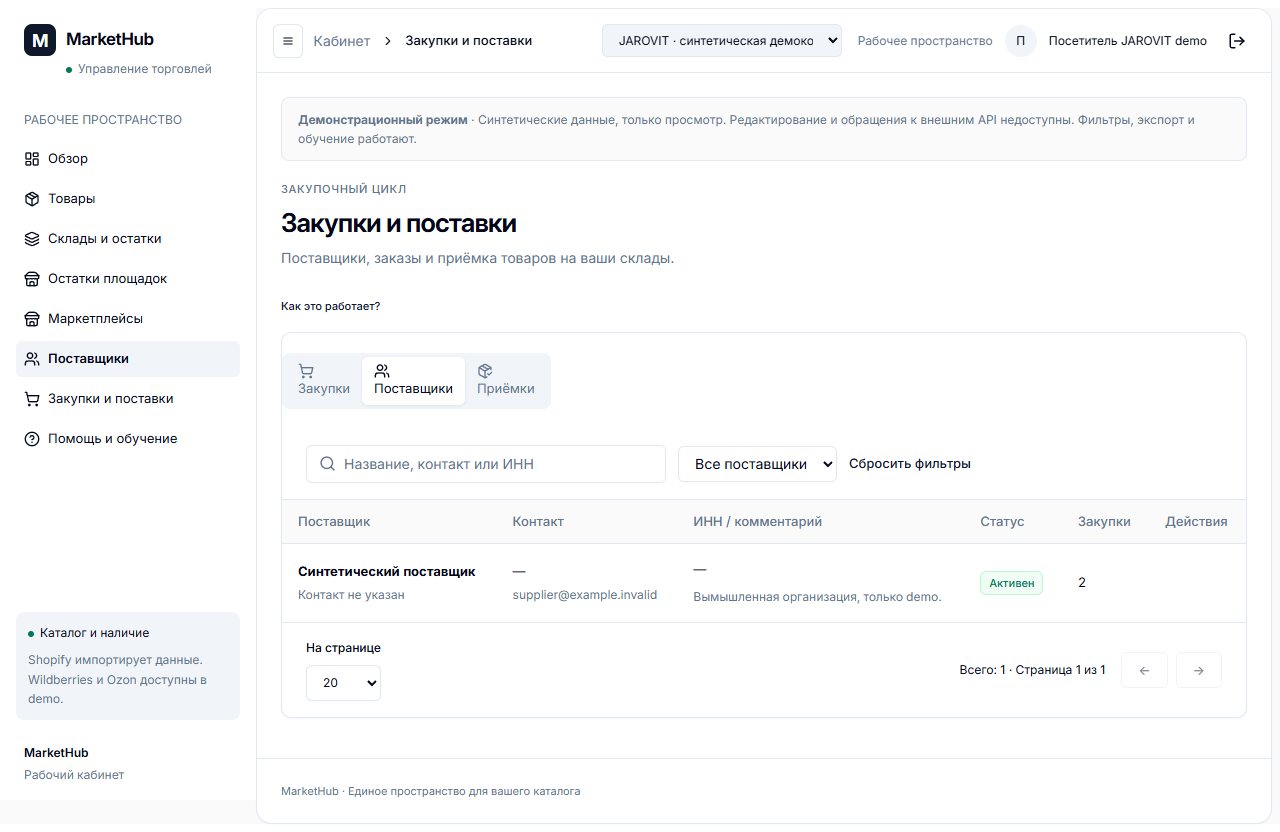 M MarketHub
Управление торговлей
РАБОЧЕЕ ПРОСТРАНСТВО
Обзор
Товары
Склады и остатки
Остатки площадок
Маркетплейсы
Поставщики
Закупки и поставки
Помощь и обучение
Каталог и наличие
Shopify импортирует данные.
Wildberries и Ozon доступны в
demo.
MarketHub
Рабочий кабинет
Кабинет > Закупки и поставки
JAROVIT · синтетическая демоко
Рабочее пространство
П
Посетитель JAROVIT demo
Демонстрационный режим · Синтетические данные, только просмотр. Редактирование и обращения к внешним API недоступны. Фильтры, экспорт и
обучение работают.
ЗАКУПОЧНЫЙ ЦИКЛ
Закупки и поставки
Поставщики, заказы и приёмка товаров на ваши склады.
Как это работает?
Закупки Поставщики Приёмки
Название, контакт или ИНН
Все поставщики
Сбросить фильтры
Поставщик Контакт ИНН / комментарий Статус Закупки Действия
Синтетический поставщик — — Активен 2
Контакт не указан supplier@example.invalid Вымышленная организация, только demo.
На странице
20
Всего: 1 · Страница 1 из 1 ← →
MarketHub · Единое пространство для вашего каталога